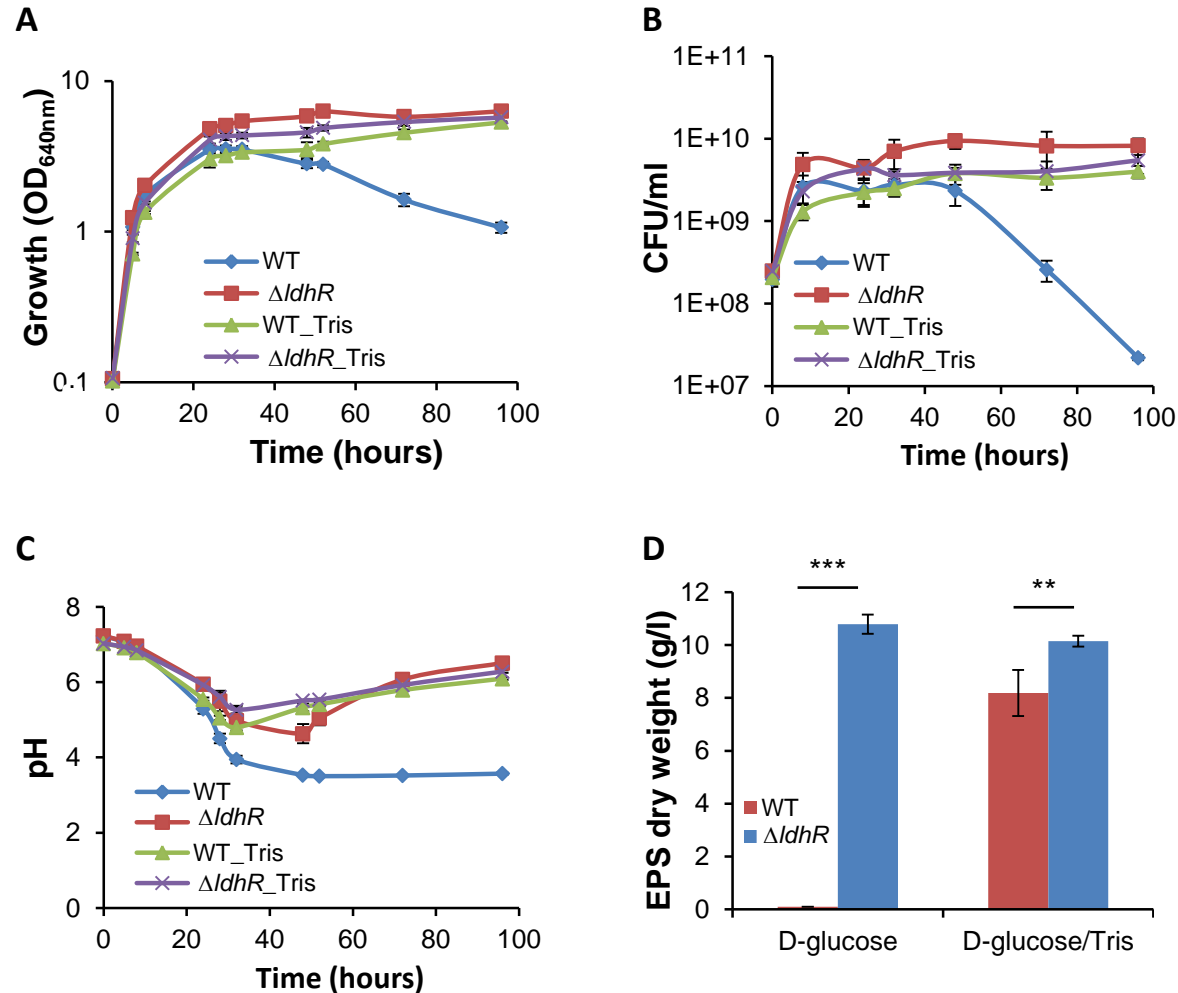 A
Growth (OD640nm)
10
1
0.1
WT
ΔldhR
WT_Tris
ΔldhR_Tris
0 20 40 60 80 100
Time (hours)
B
CFU/ml
1E+11
1E+10
1E+09
1E+08
1E+07
WT
ΔldhR
WT_Tris
ΔldhR_Tris
0 20 40 60 80 100
Time (hours)
C
pH
8
6
4
2
0
WT
ΔldhR
WT_Tris
ΔldhR_Tris
0 20 40 60 80 100
Time (hours)
D
EPS dry weight (g/l)
*** **
12
10
8
6
4
2
0
WT
ΔldhR
D-glucose D-glucose/Tris